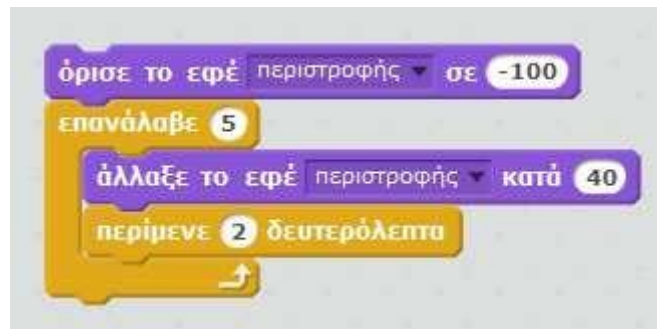 όρισε το εφέ περιστροφής σε -100
επανάλαβε 5
άλλαξε το εφέ περιστροφής κατά 40
περίμενε 2 δευτερόλεπτα